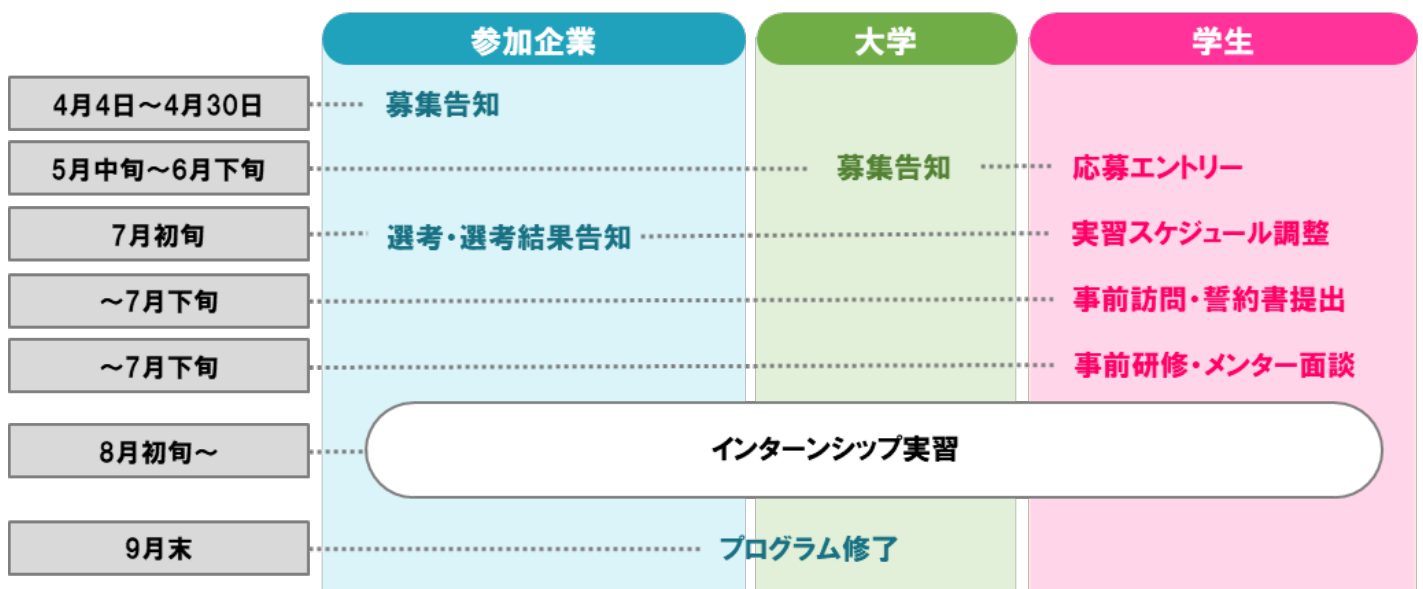 参加企業 大学 学生
4月4日～4月30日 募集告知
5月中旬～6月下旬 募集告知 応募エントリー
7月初旬 選考・選考結果告知 実習スケジュール調整
～7月下旬 事前訪問・誓約書提出
～7月下旬 事前研修・メンター面談
8月初旬～ インターンシップ実習
9月末 プログラム修了